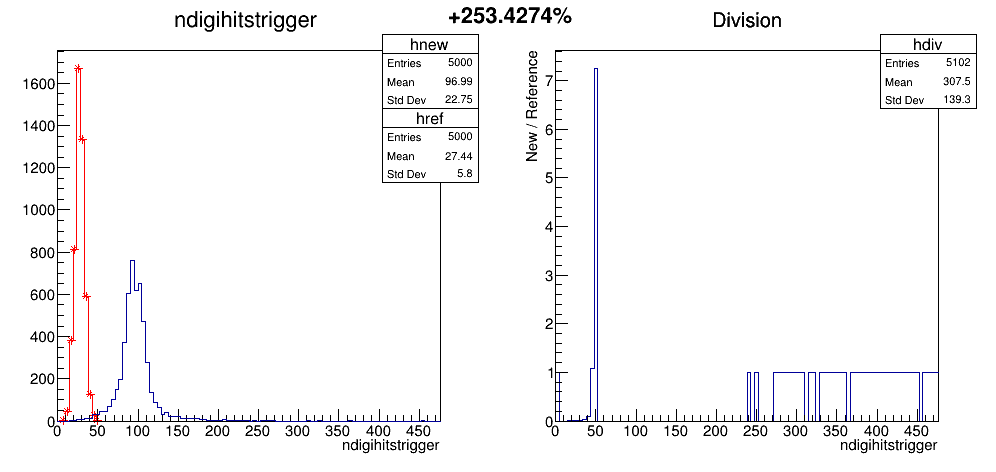 +253.4274%
ndigihitstrigger
hnew
Entries 5000
Mean 96.99
Std Dev 22.75
href
Entries 5000
Mean 27.44
Std Dev 5.8
1600
1400
1200
1000
800
600
400
200
0
0 50 100 150 200 250 300 350 400 450
ndigihitstrigger
Division
hdiv
Entries 5102
Mean 307.5
Std Dev 139.3
New / Reference
7
6
5
4
3
2
1
0
0 50 100 150 200 250 300 350 400 450
ndigihitstrigger